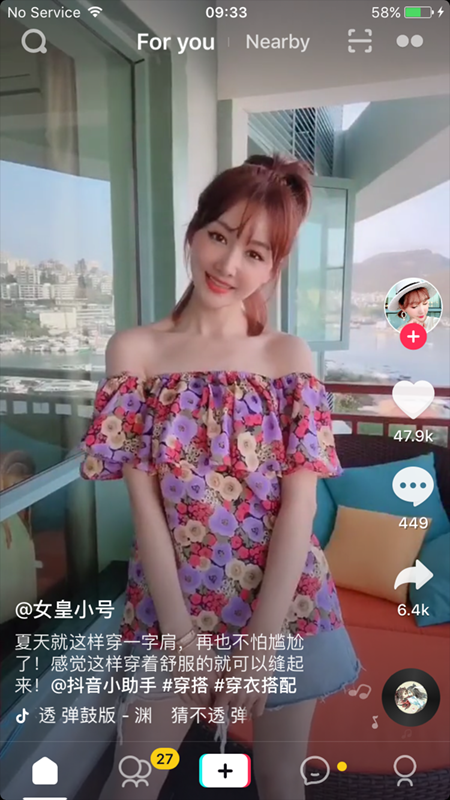 No Service 09:33 58%
For you Nearby
47.9k
449
6.4k
@女皇小号
夏天就这样穿一字肩，再也不怕尴尬
了！感觉这样穿着舒服的就可以缝起
来！@抖音小助手 #穿搭 #穿衣搭配
透 弹鼓版 - 渊 猜不透 弹
27